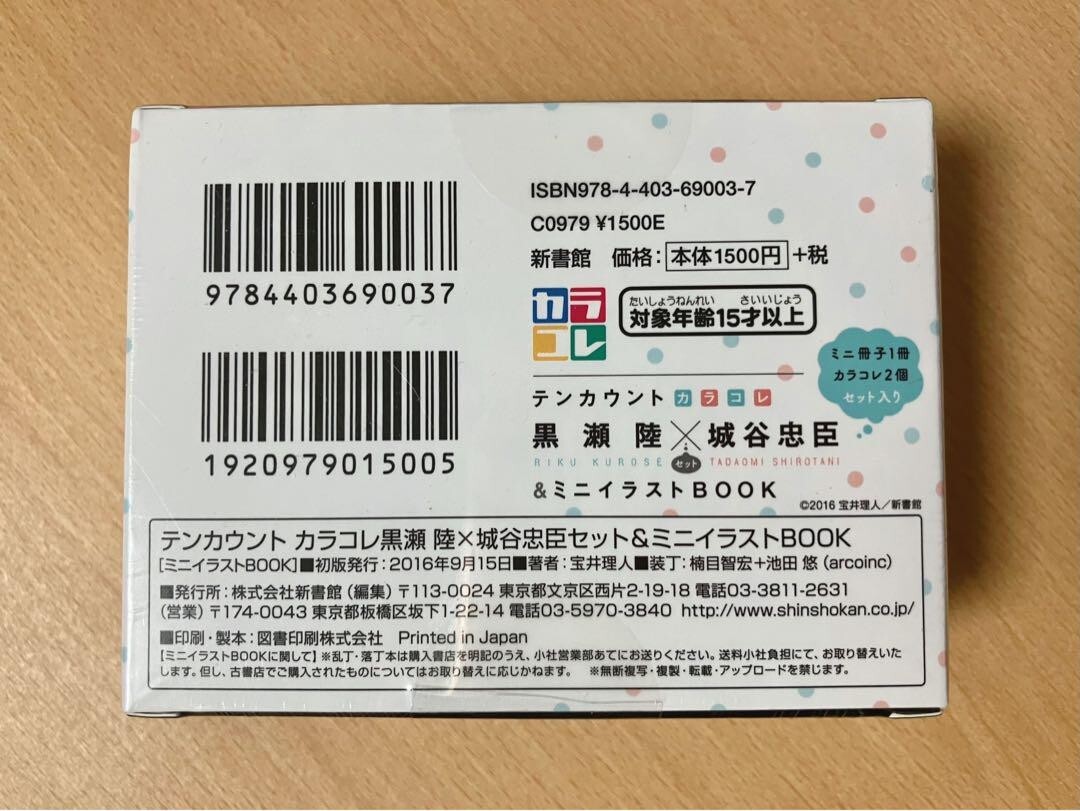 ISBN978-4-403-69003-7
C0979 ¥1500E
新書館 価格：本体1500円+税
9784403690037
カラ
コレ
たいしょうねんれい さいいじょう
対象年齢15才以上
1920979015005
ミニ冊子1冊
カラコレ2個
セット入り
テンカウント カラコレ
黒瀬陸×城谷忠臣
RIKU KUROSE セット TADAOMI SHIROTANI
&ミニイラストBOOK
©2016 宝井理人／新書館
テンカウント カラコレ黒瀬 陸×城谷忠臣セット&ミニイラストBOOK
［ミニイラストBOOK］■初版発行：2016年9月15日■著者：宝井理人■装丁：楠目智宏+池田 悠（arcoinc）
■発行所：株式会社新書館（編集）〒113-0024 東京都文京区西片2-19-18 電話03-3811-2631
（営業）〒174-0043 東京都板橋区坂下1-22-14 電話03-5970-3840 http://www.shinshokan.co.jp/
■印刷・製本：図書印刷株式会社 Printed in Japan
【ミニイラストBOOKに関して】※乱丁・落丁本は購入書店を明記のうえ、小社営業部あてにお送りください。送料小社負担にて、お取り替えいた
します。但し、古書店でご購入されたものについてはお取り替えに応じかねます。 ※無断複写・複製・転載・アップロードを禁じます。